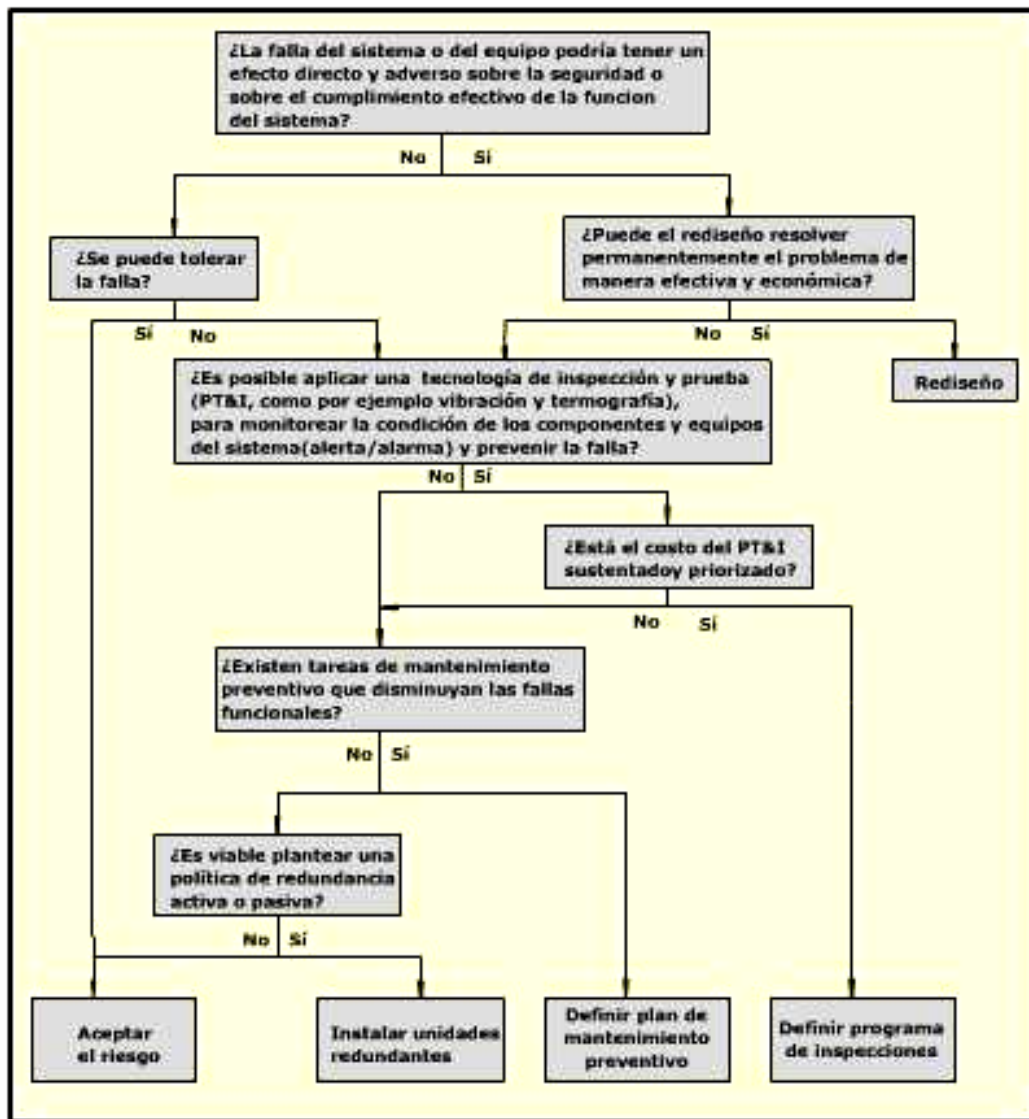 ¿La falla del sistema o del equipo podría tener un
efecto directo y adverso sobre la seguridad o
sobre el cumplimiento efectivo de la funcion
del sistema?
No Sí
¿Se puede tolerar
la falla?
¿Puede el rediseño resolver
permanentemente el problema de
manera efectiva y económica?
Sí No
No Sí
¿Es posible aplicar una tecnología de inspección y prueba
(PT&I, como por ejemplo vibración y termografía),
para monitorear la condición de los componentes y equipos
del sistema(alerta/alarma) y prevenir la falla?
Rediseño
No Sí
¿Está el costo del PT&I
sustentadoy priorizado?
No Sí
¿Existen tareas de mantenimiento
preventivo que disminuyan las fallas
funcionales?
No Sí
¿Es viable plantear una
política de redundancia
activa o pasiva?
No Sí
Aceptar
el riesgo
Instalar unidades
redundantes
Definir plan de
mantenimiento
preventivo
Definir programa
de inspecciones